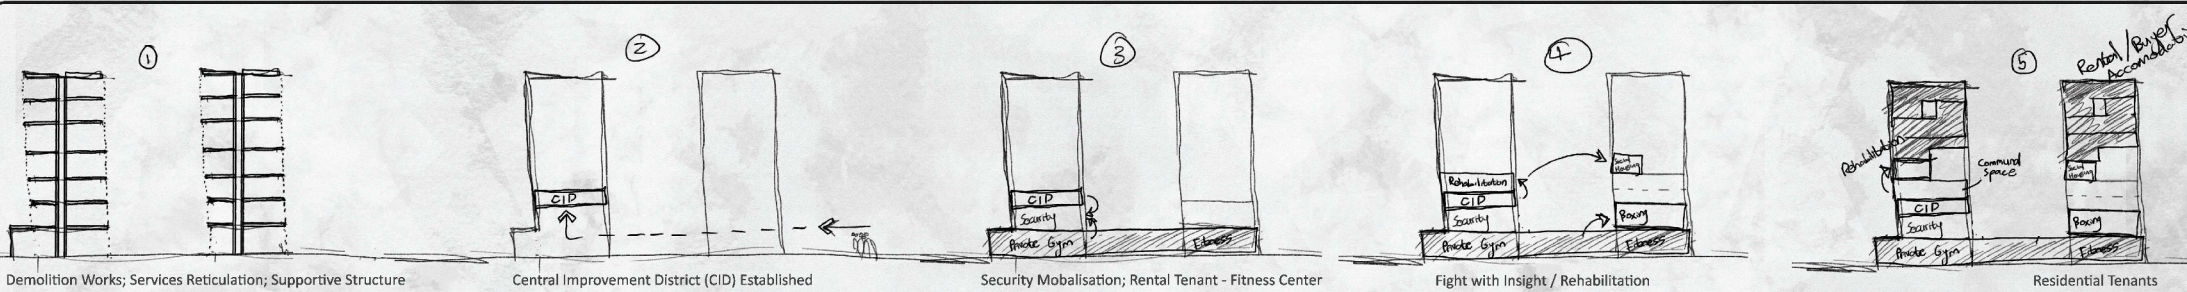 1
Demolition Works; Services Reticulation; Supportive Structure
2
CID
Central Improvement District (CID) Established
3
CID
Security
Private Gym
Fitness
Security Mobalisation; Rental Tenant - Fitness Center
4
Rehabilitation
CID
Security
Private Gym
Social
Housing
Boxing
Fitness
Fight with Insight / Rehabilitation
5
Rehabilitation
Communal
Space
CID
Security
Private Gym
Rental/Buyer
Social
Housing
Boxing
Fitness
Residential Tenants